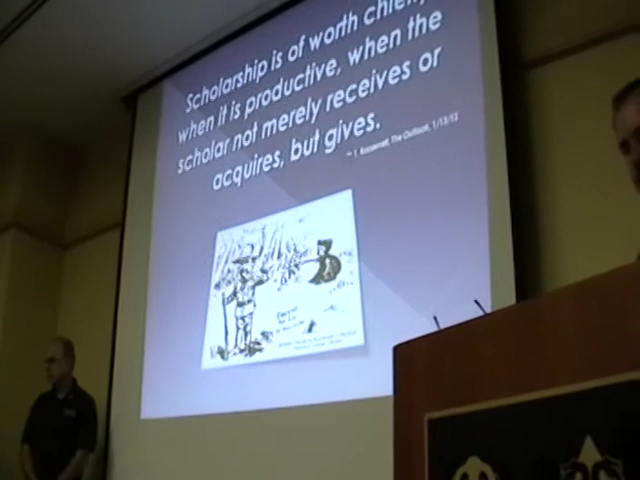 Scholarship is of worth chiefly
when it is productive, when the
scholar not merely receives or
acquires, but gives.
~ T. Roosevelt, The Outlook, 1/13/12